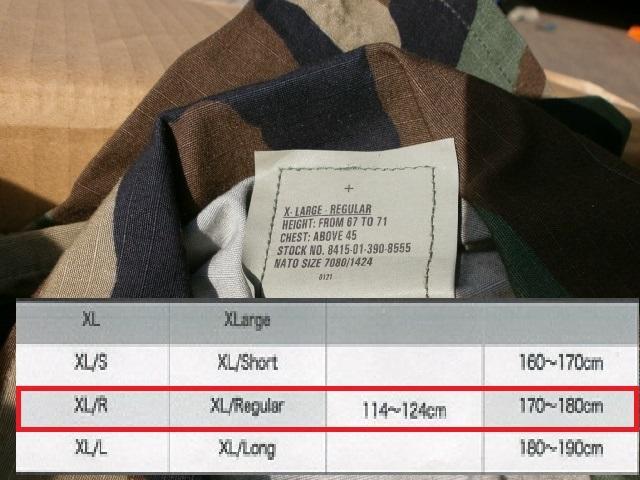 X-LARGE - REGULAR
HEIGHT: FROM 67 TO 71
CHEST: ABOVE 45
STOCK NO. 8415-01-390-8555
NATO SIZE 7080/1424
0121
XL XLarge
XL/S XL/Short 160～170cm
XL/R XL/Regular 114～124cm 170～180cm
XL/L XL/Long 180～190cm